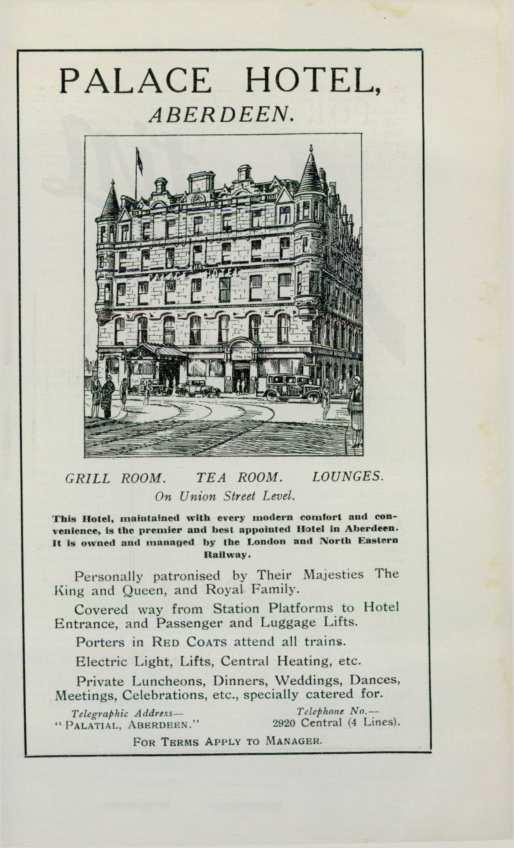 PALACE HOTEL,
ABERDEEN.
PALACE HOTEL
GRILL ROOM. TEA ROOM. LOUNGES.
On Union Street Level.
This Hotel, maintained with every modern comfort and con-
venience, is the premier and best appointed Hotel in Aberdeen.
It is owned and managed by the London and North Eastern
Railway.
Personally patronised by Their Majesties The
King and Queen, and Royal Family.
Covered way from Station Platforms to Hotel
Entrance, and Passenger and Luggage Lifts.
Porters in RED COATS attend all trains.
Electric Light, Lifts, Central Heating, etc.
Private Luncheons, Dinners, Weddings, Dances,
Meetings, Celebrations, etc., specially catered for.
Telegraphic Address—
"PALATIAL, ABERDEEN."
Telephone No.—
2920 Central (4 Lines).
FOR TERMS APPLY TO MANAGER.